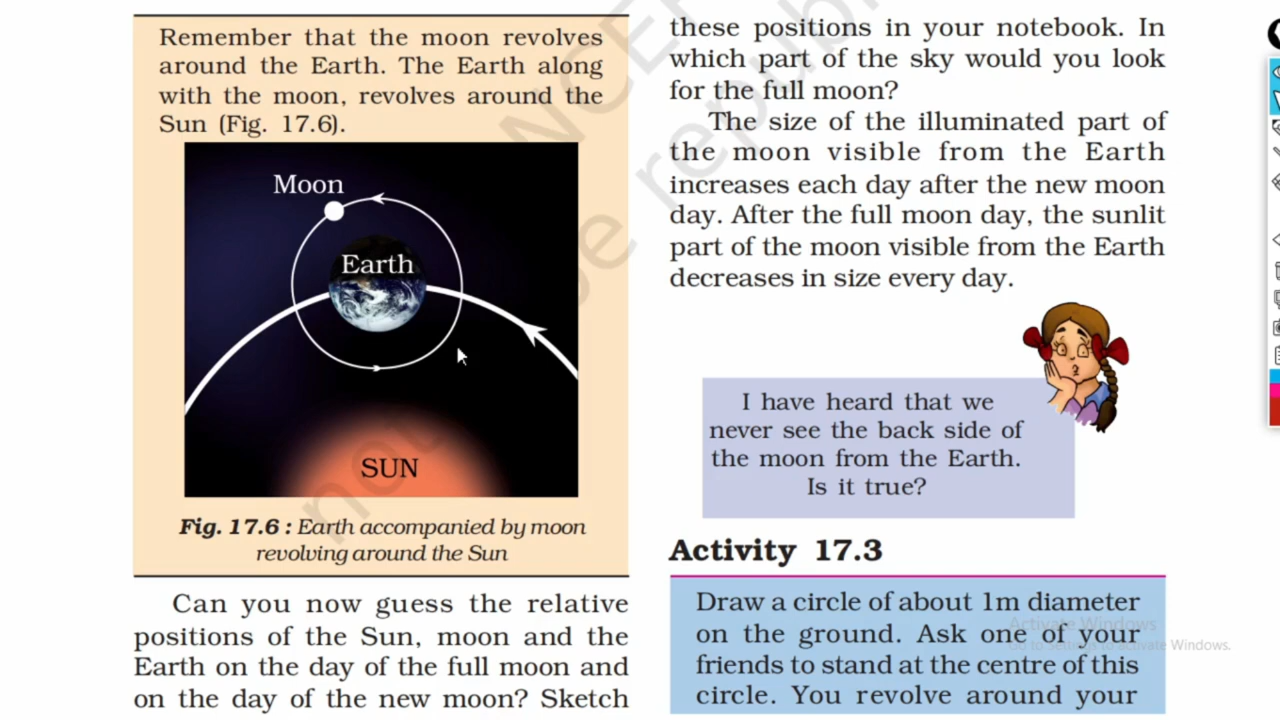 Remember that the moon revolves
around the Earth. The Earth along
with the moon, revolves around the
Sun (Fig. 17.6).
Moon
Earth
SUN
Fig. 17.6 : Earth accompanied by moon
revolving around the Sun
Can you now guess the relative
positions of the Sun, moon and the
Earth on the day of the full moon and
on the day of the new moon? Sketch
these positions in your notebook. In
which part of the sky would you look
for the full moon?
The size of the illuminated part of
the moon visible from the Earth
increases each day after the new moon
day. After the full moon day, the sunlit
part of the moon visible from the Earth
decreases in size every day.
I have heard that we
never see the back side of
the moon from the Earth.
Is it true?
Activity 17.3
Draw a circle of about 1m diameter
on the ground. Ask one of your
friends to stand at the centre of this
circle. You revolve around your
Activate Windows
Go to Settings to activate Windows.